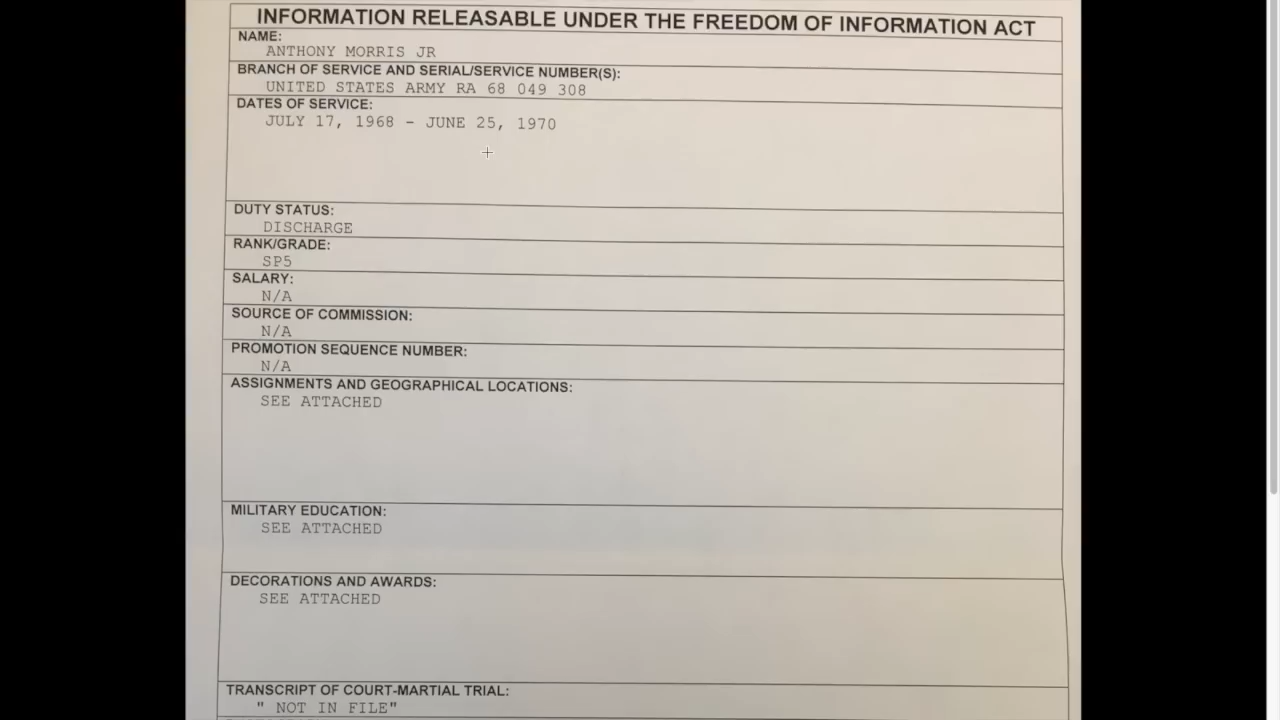 INFORMATION RELEASABLE UNDER THE FREEDOM OF INFORMATION ACT
NAME:
ANTHONY MORRIS JR
BRANCH OF SERVICE AND SERIAL/SERVICE NUMBER(S):
UNITED STATES ARMY RA 68 049 308
DATES OF SERVICE:
JULY 17, 1968 - JUNE 25, 1970
DUTY STATUS:
DISCHARGE
RANK/GRADE:
SP5
SALARY:
N/A
SOURCE OF COMMISSION:
N/A
PROMOTION SEQUENCE NUMBER:
N/A
ASSIGNMENTS AND GEOGRAPHICAL LOCATIONS:
SEE ATTACHED
MILITARY EDUCATION:
SEE ATTACHED
DECORATIONS AND AWARDS:
SEE ATTACHED
TRANSCRIPT OF COURT-MARTIAL TRIAL:
" NOT IN FILE"